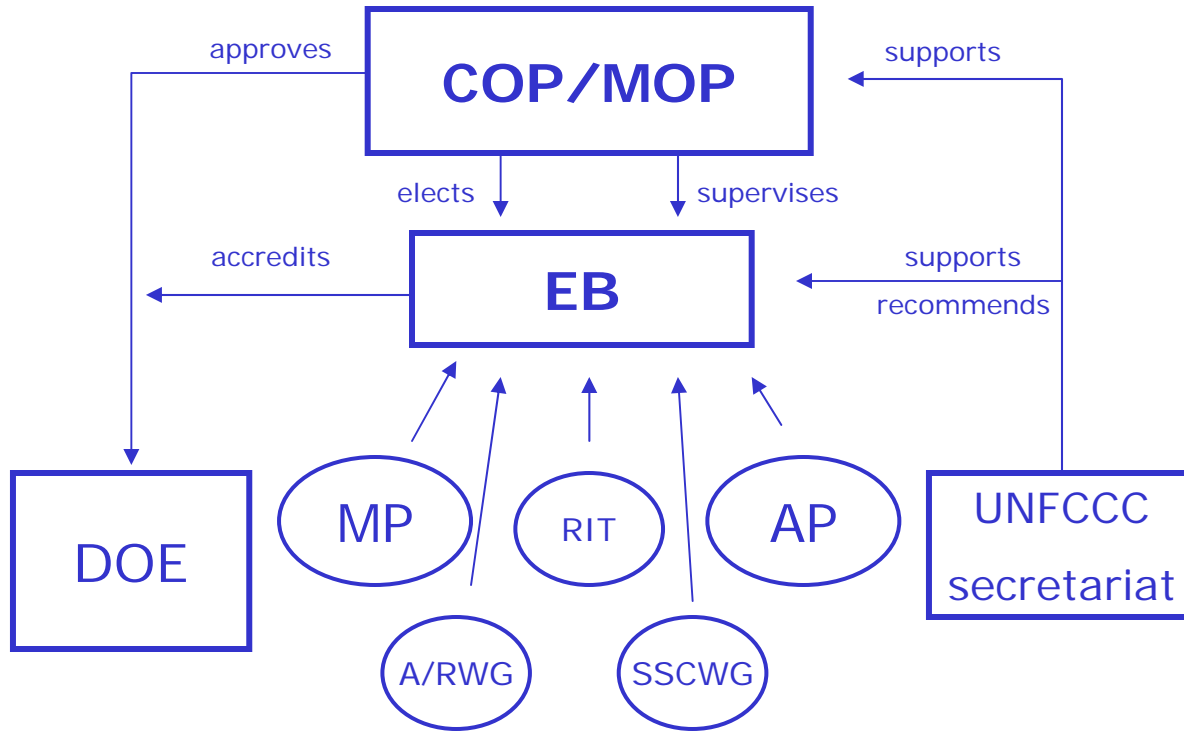 approves
supports
COP/MOP
elects
supervises
accredits
supports
EB
recommends
MP
RIT
AP
UNFCCC
DOE
secretariat
A/RWG
SSCWG